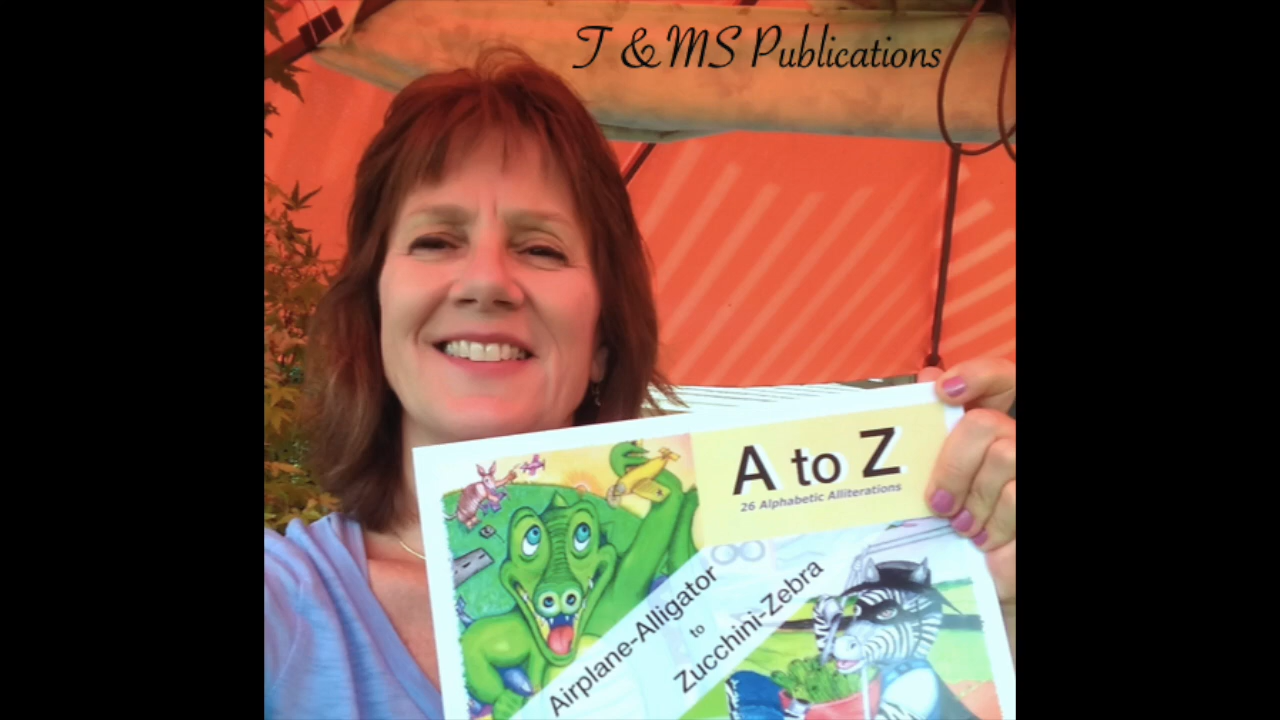 T & MS Publications
A to Z
26 Alphabetic Alliterations
Airplane-Alligator
to
Zucchini-Zebra